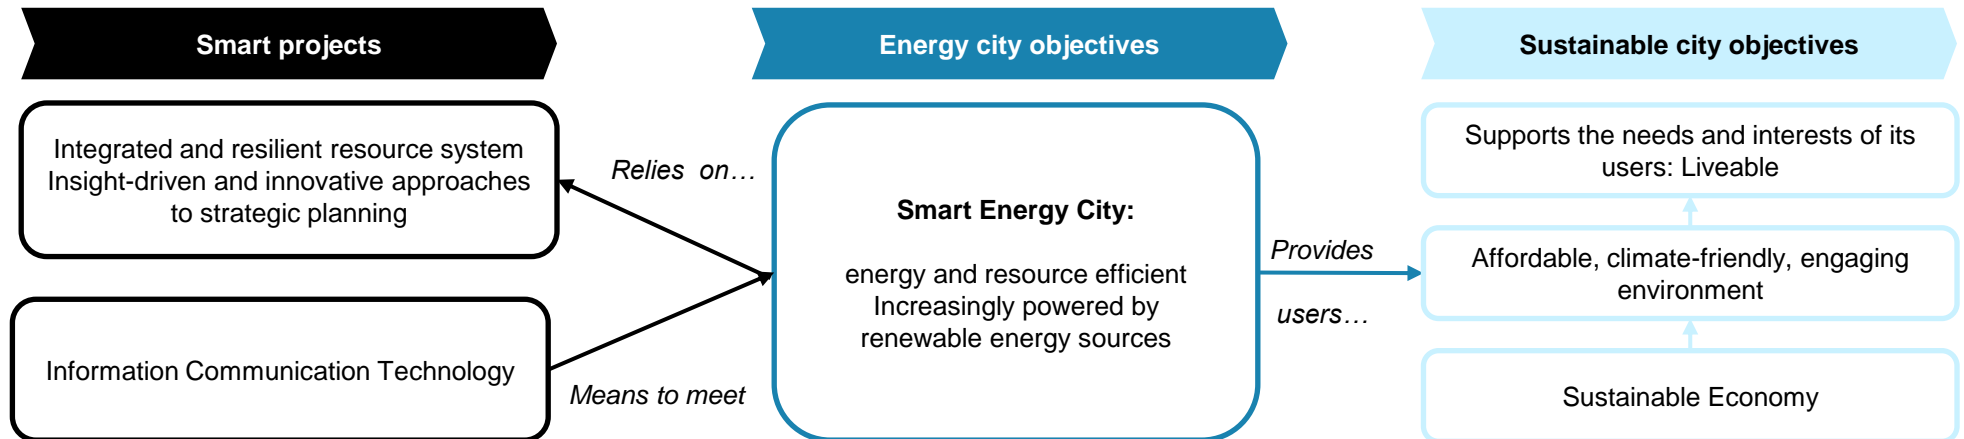 Smart projects
Energy city objectives
Sustainable city objectives
Integrated and resilient resource system
Insight-driven and innovative approaches
to strategic planning
Information Communication Technology
Relies on…
Means to meet
Smart Energy City:
energy and resource efficient
Increasingly powered by
renewable energy sources
Provides
users…
Supports the needs and interests of its
users: Liveable
Affordable, climate-friendly, engaging
environment
Sustainable Economy